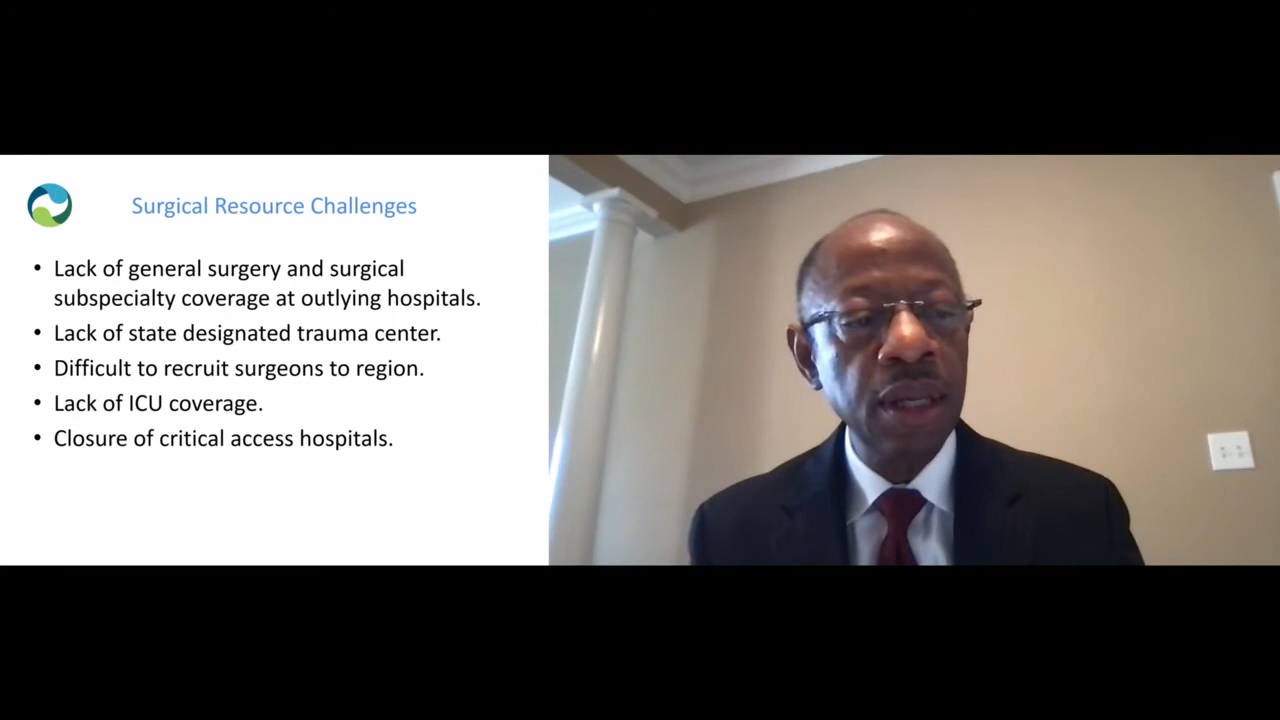 Surgical Resource Challenges
• Lack of general surgery and surgical
subspecialty coverage at outlying hospitals.
• Lack of state designated trauma center.
• Difficult to recruit surgeons to region.
• Lack of ICU coverage.
• Closure of critical access hospitals.